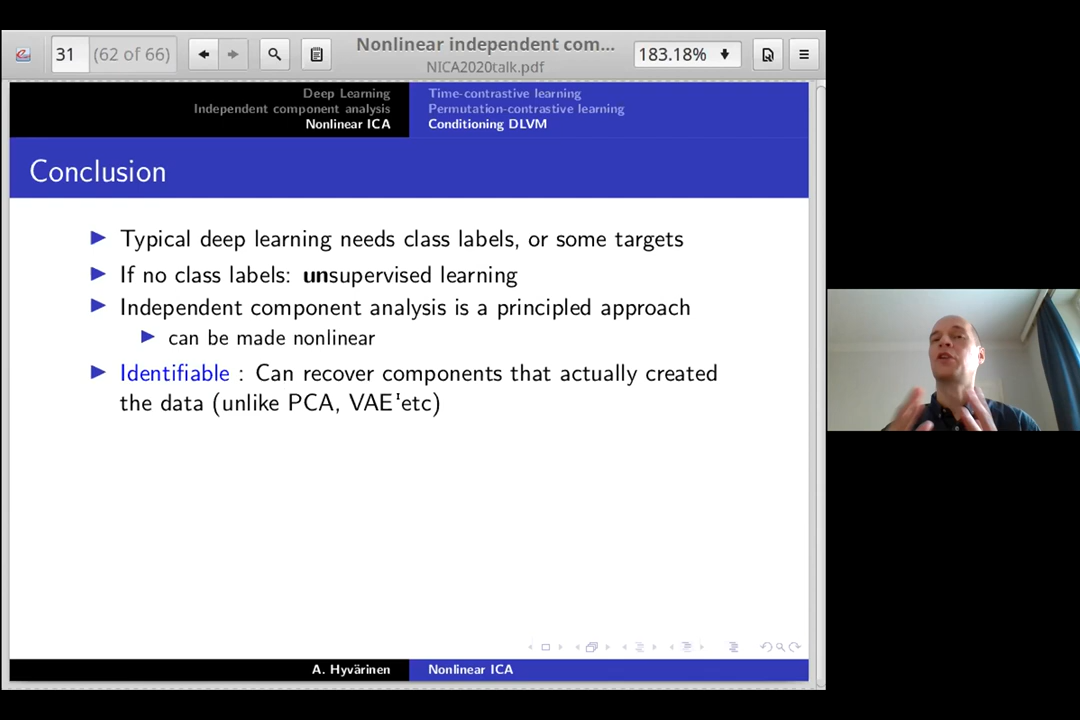 31 (62 of 66)
Nonlinear independent com...
NICA2020talk.pdf
183.18%
Deep Learning
Independent component analysis
Nonlinear ICA
Time-contrastive learning
Permutation-contrastive learning
Conditioning DLVM
Conclusion
Typical deep learning needs class labels, or some targets
If no class labels: unsupervised learning
Independent component analysis is a principled approach
can be made nonlinear
Identifiable : Can recover components that actually created
the data (unlike PCA, VAE etc)
A. Hyvärinen
Nonlinear ICA